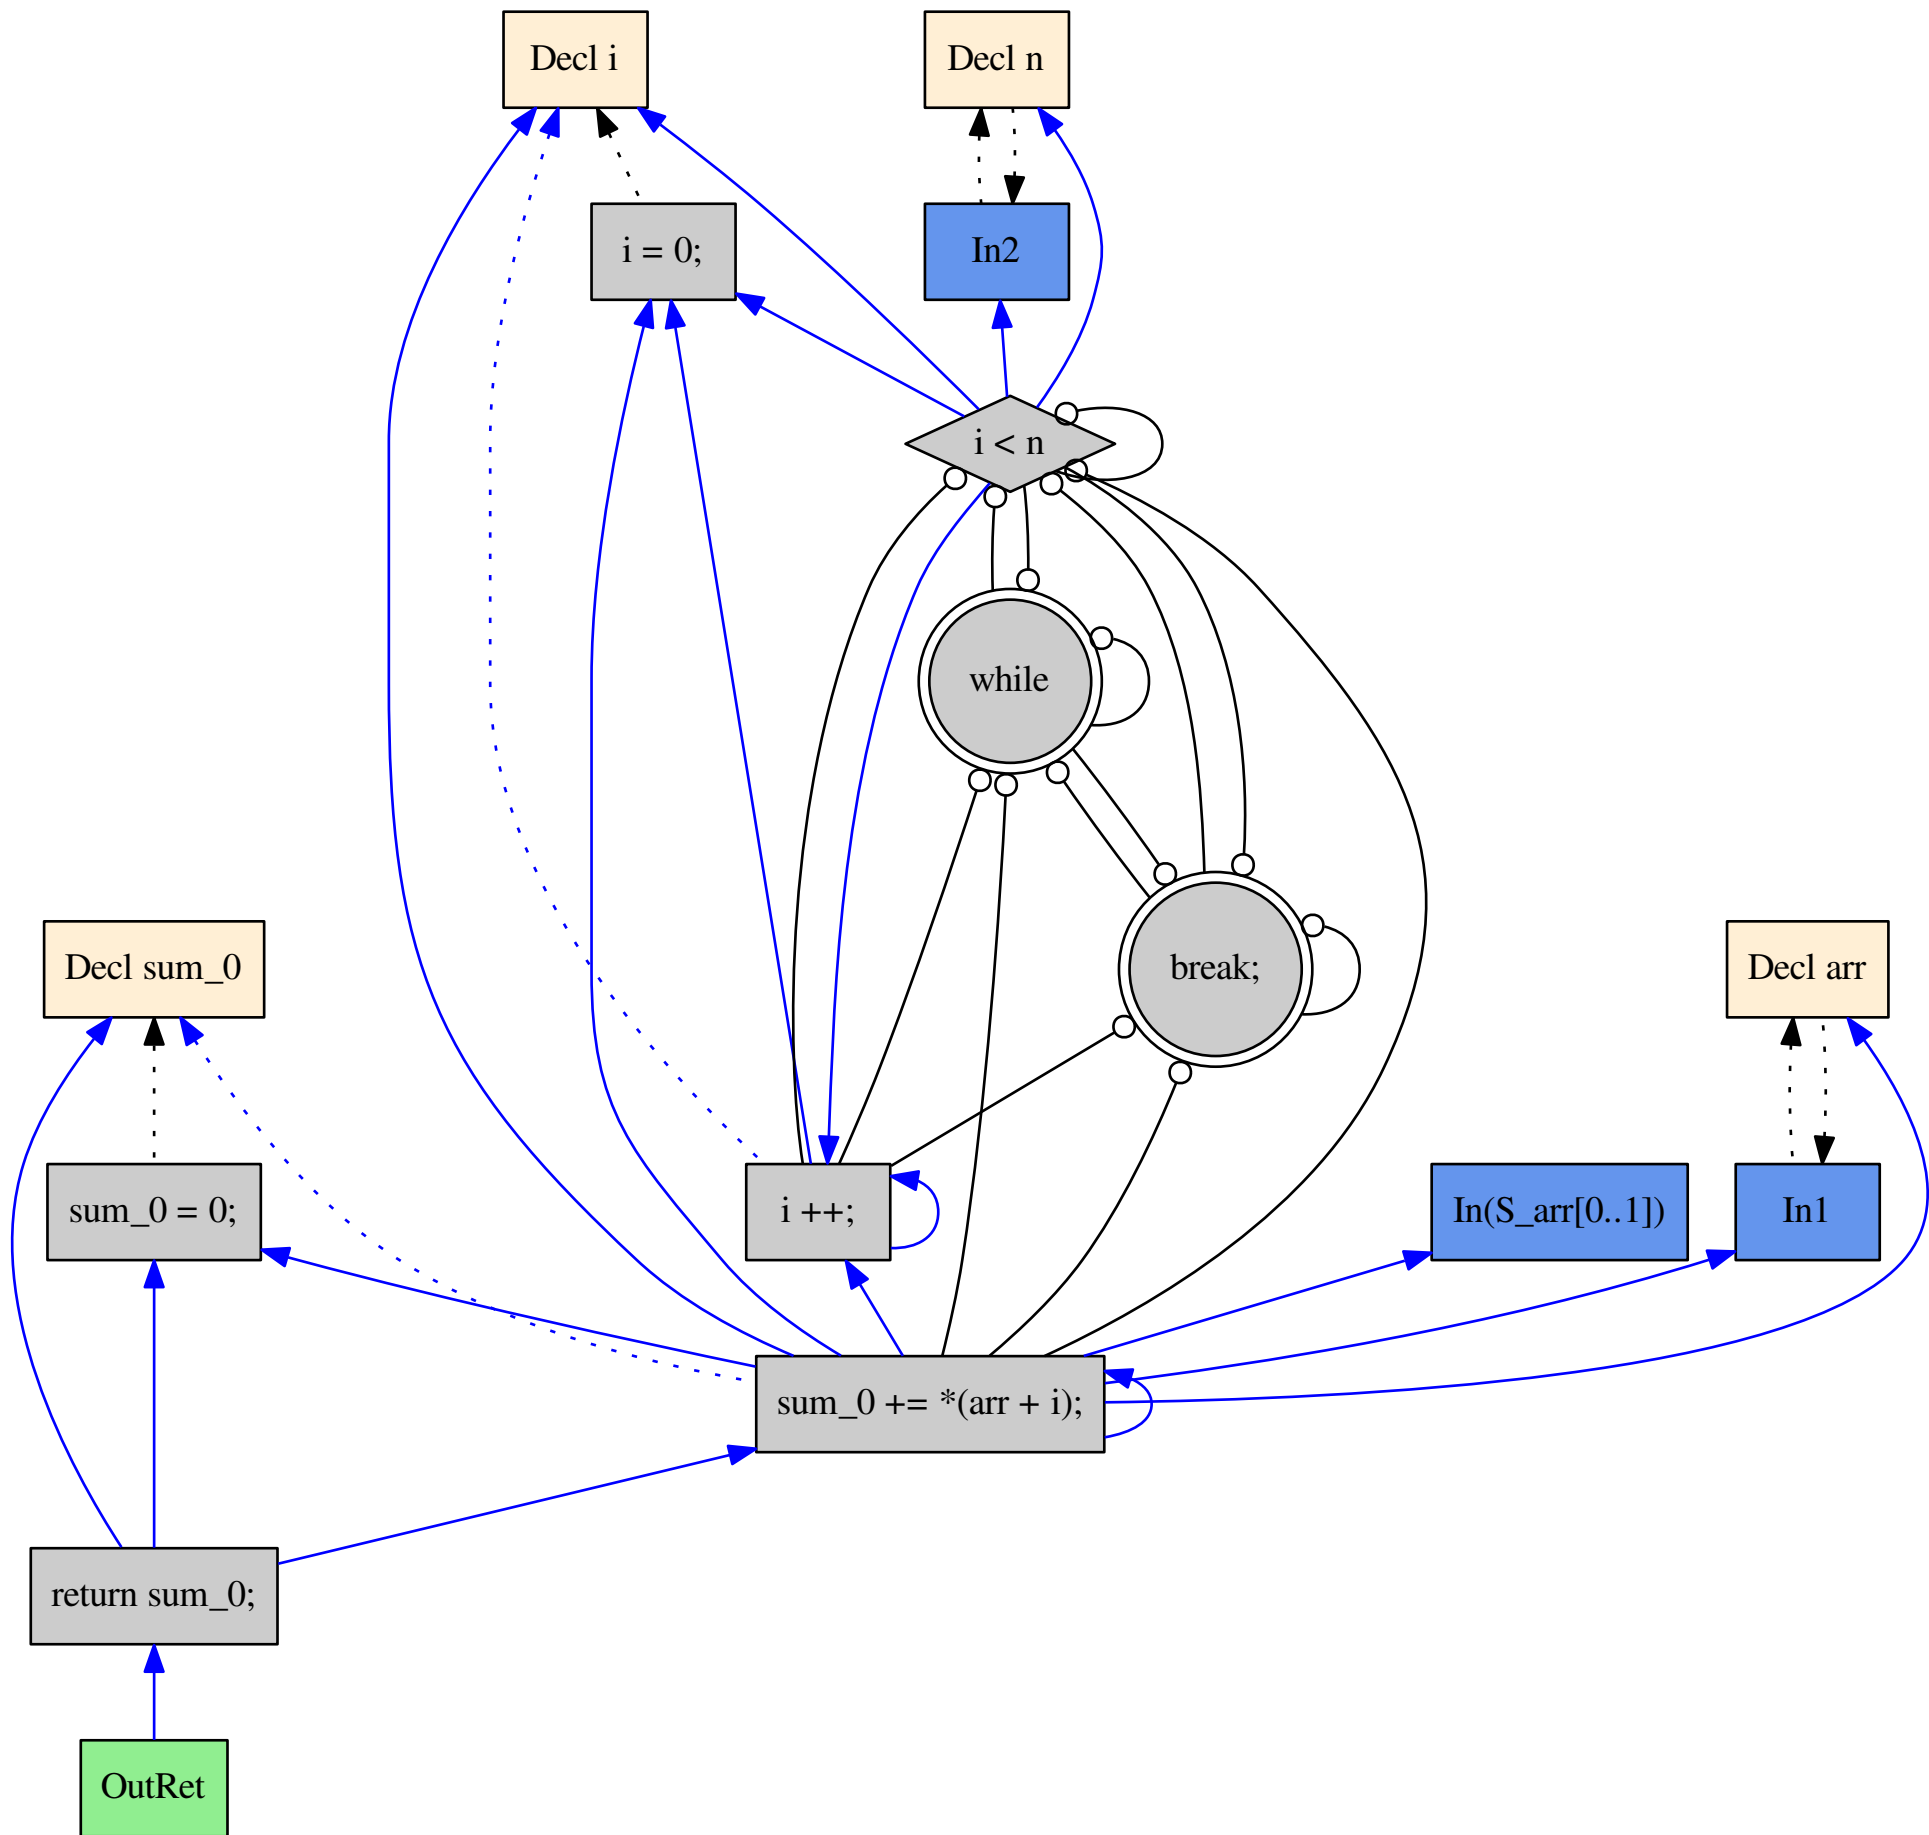 Decl i
Decl n
i = 0;
In2
i < n
while
Decl sum_0
break;
Decl arr
sum_0 = 0;
i ++;
In(S_arr[0..1])
In1
sum_0 += *(arr + i);
return sum_0;
OutRet